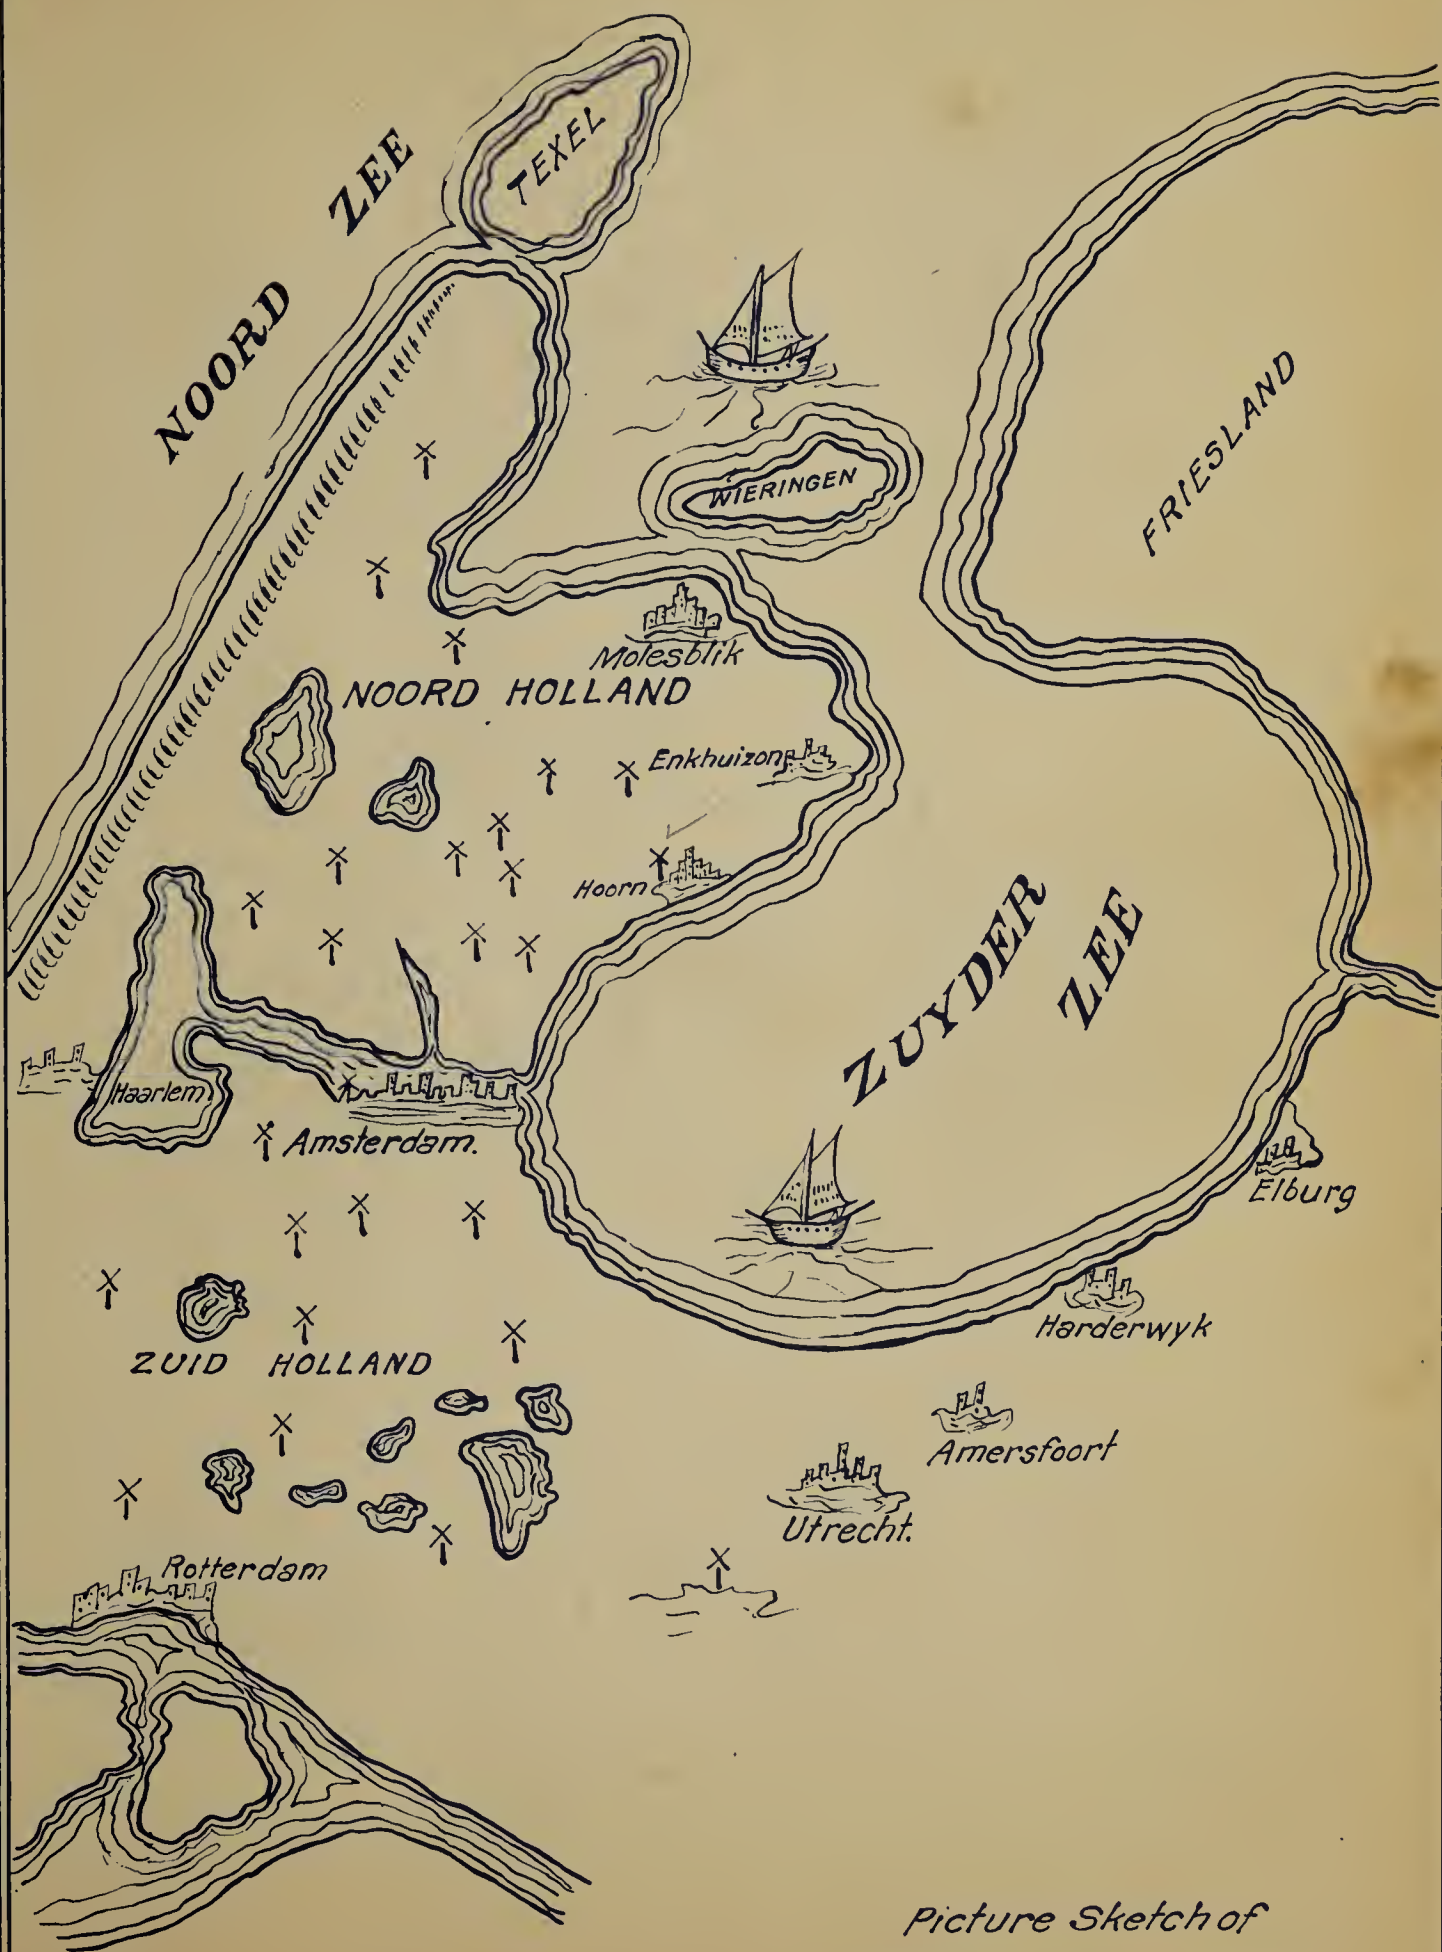 TEXEL
NOORD ZEE
WIERINGEN
FRIESLAND
Molesblik
NOORD HOLLAND
Enkhuizon
Hoorn
ZUYDER
ZEE
Haarlem
Amsterdam.
Elburg
Harderwyk
ZUID HOLLAND
Amersfoort
Utrecht.
Rotterdam
Picture Sketch of